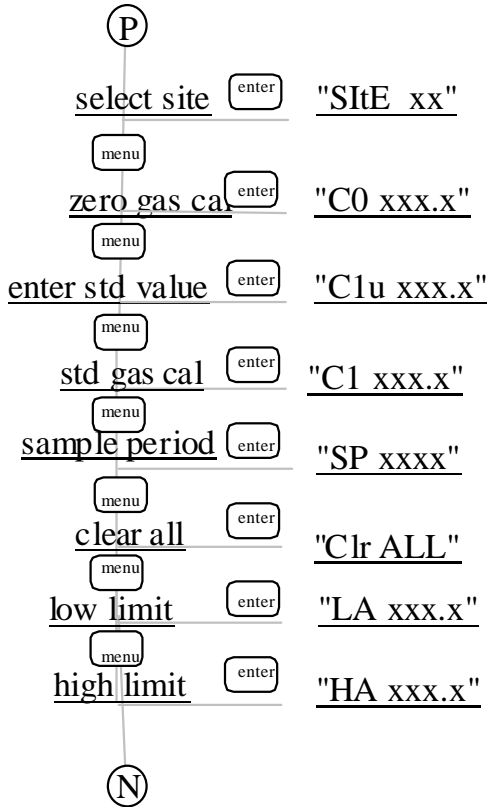 P
select site enter "SItE xx"
menu
zero gas cal enter "C0 xxx.x"
menu
enter std value enter "C1u xxx.x"
menu
std gas cal enter "C1 xxx.x"
menu
sample period enter "SP xxxx"
menu
clear all enter "Clr ALL"
menu
low limit enter "LA xxx.x"
menu
high limit enter "HA xxx.x"
N